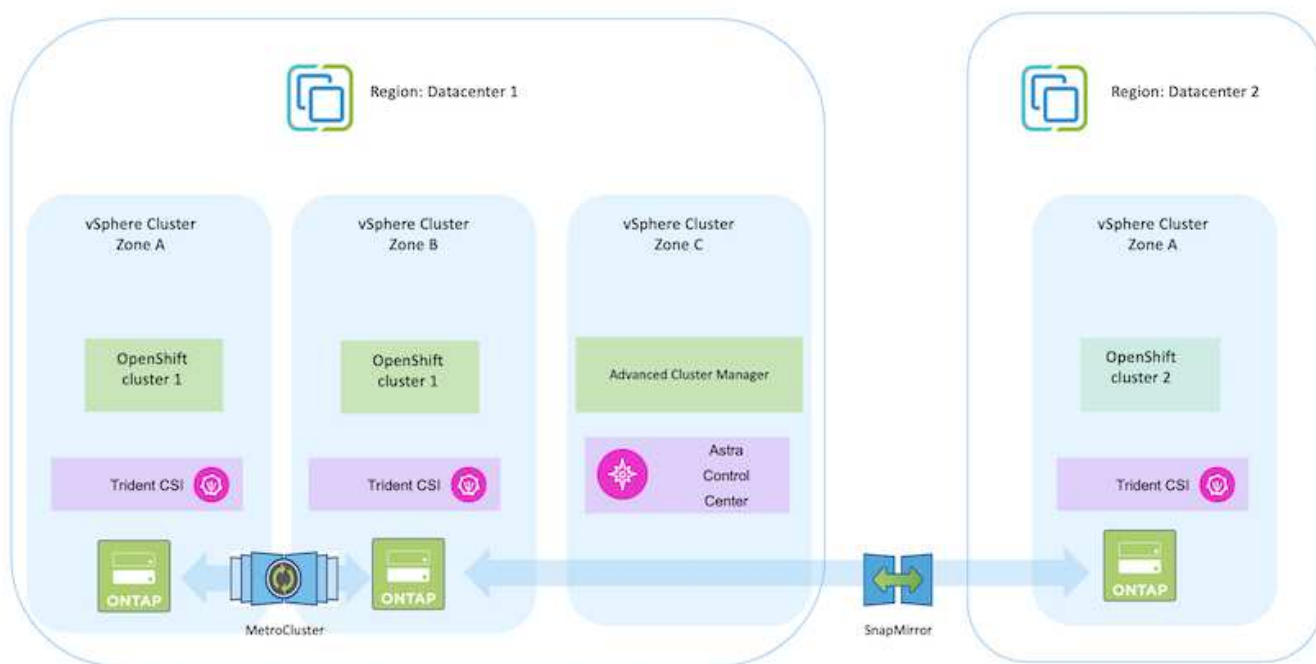 Region: Datacenter 1
Region: Datacenter 2
vSphere Cluster
Zone A
vSphere Cluster
Zone B
vSphere Cluster
Zone C
vSphere Cluster
Zone A
OpenShift
cluster 1
OpenShift
cluster 1
Advanced Cluster Manager
OpenShift
cluster 2
Trident CSI
Trident CSI
Astra
Control
Center
Trident CSI
ONTAP
ONTAP
ONTAP
MetroCluster
SnapMirror